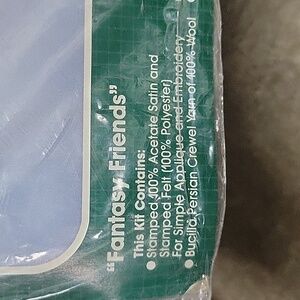 "Fantasy Friends"
This Kit Contains:
● Stamped 100% Acetate Satin and
Stamped Felt (100% Polyester)
For Simple Applique and Embroidery
● Bucilla Persian Crewel Yarn of 100% Wool